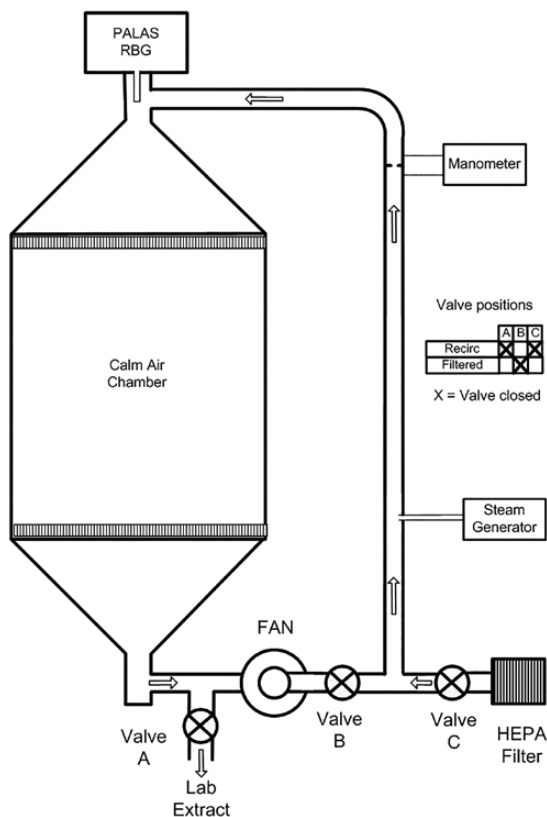 PALAS
RBG
Manometer
Valve positions
A B C
Recirc X X
Filtered X
X = Valve closed
Calm Air
Chamber
Steam
Generator
FAN
Valve
A
Valve
B
Valve
C
HEPA
Filter
Lab
Extract